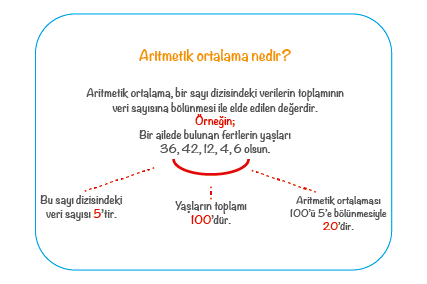 Aritmetik ortalama nedir?
Aritmetik ortalama, bir sayı dizisindeki verilerin toplamının
veri sayısına bölünmesi ile elde edilen değerdir.
Örneğin;
Bir ailede bulunan fertlerin yaşları
36, 42, 12, 4, 6 olsun.
Bu sayı dizisindeki
veri sayısı 5'tir.
Yaşların toplamı
100'dür.
Aritmetik ortalaması
100'ü 5'e bölünmesiyle
20'dir.